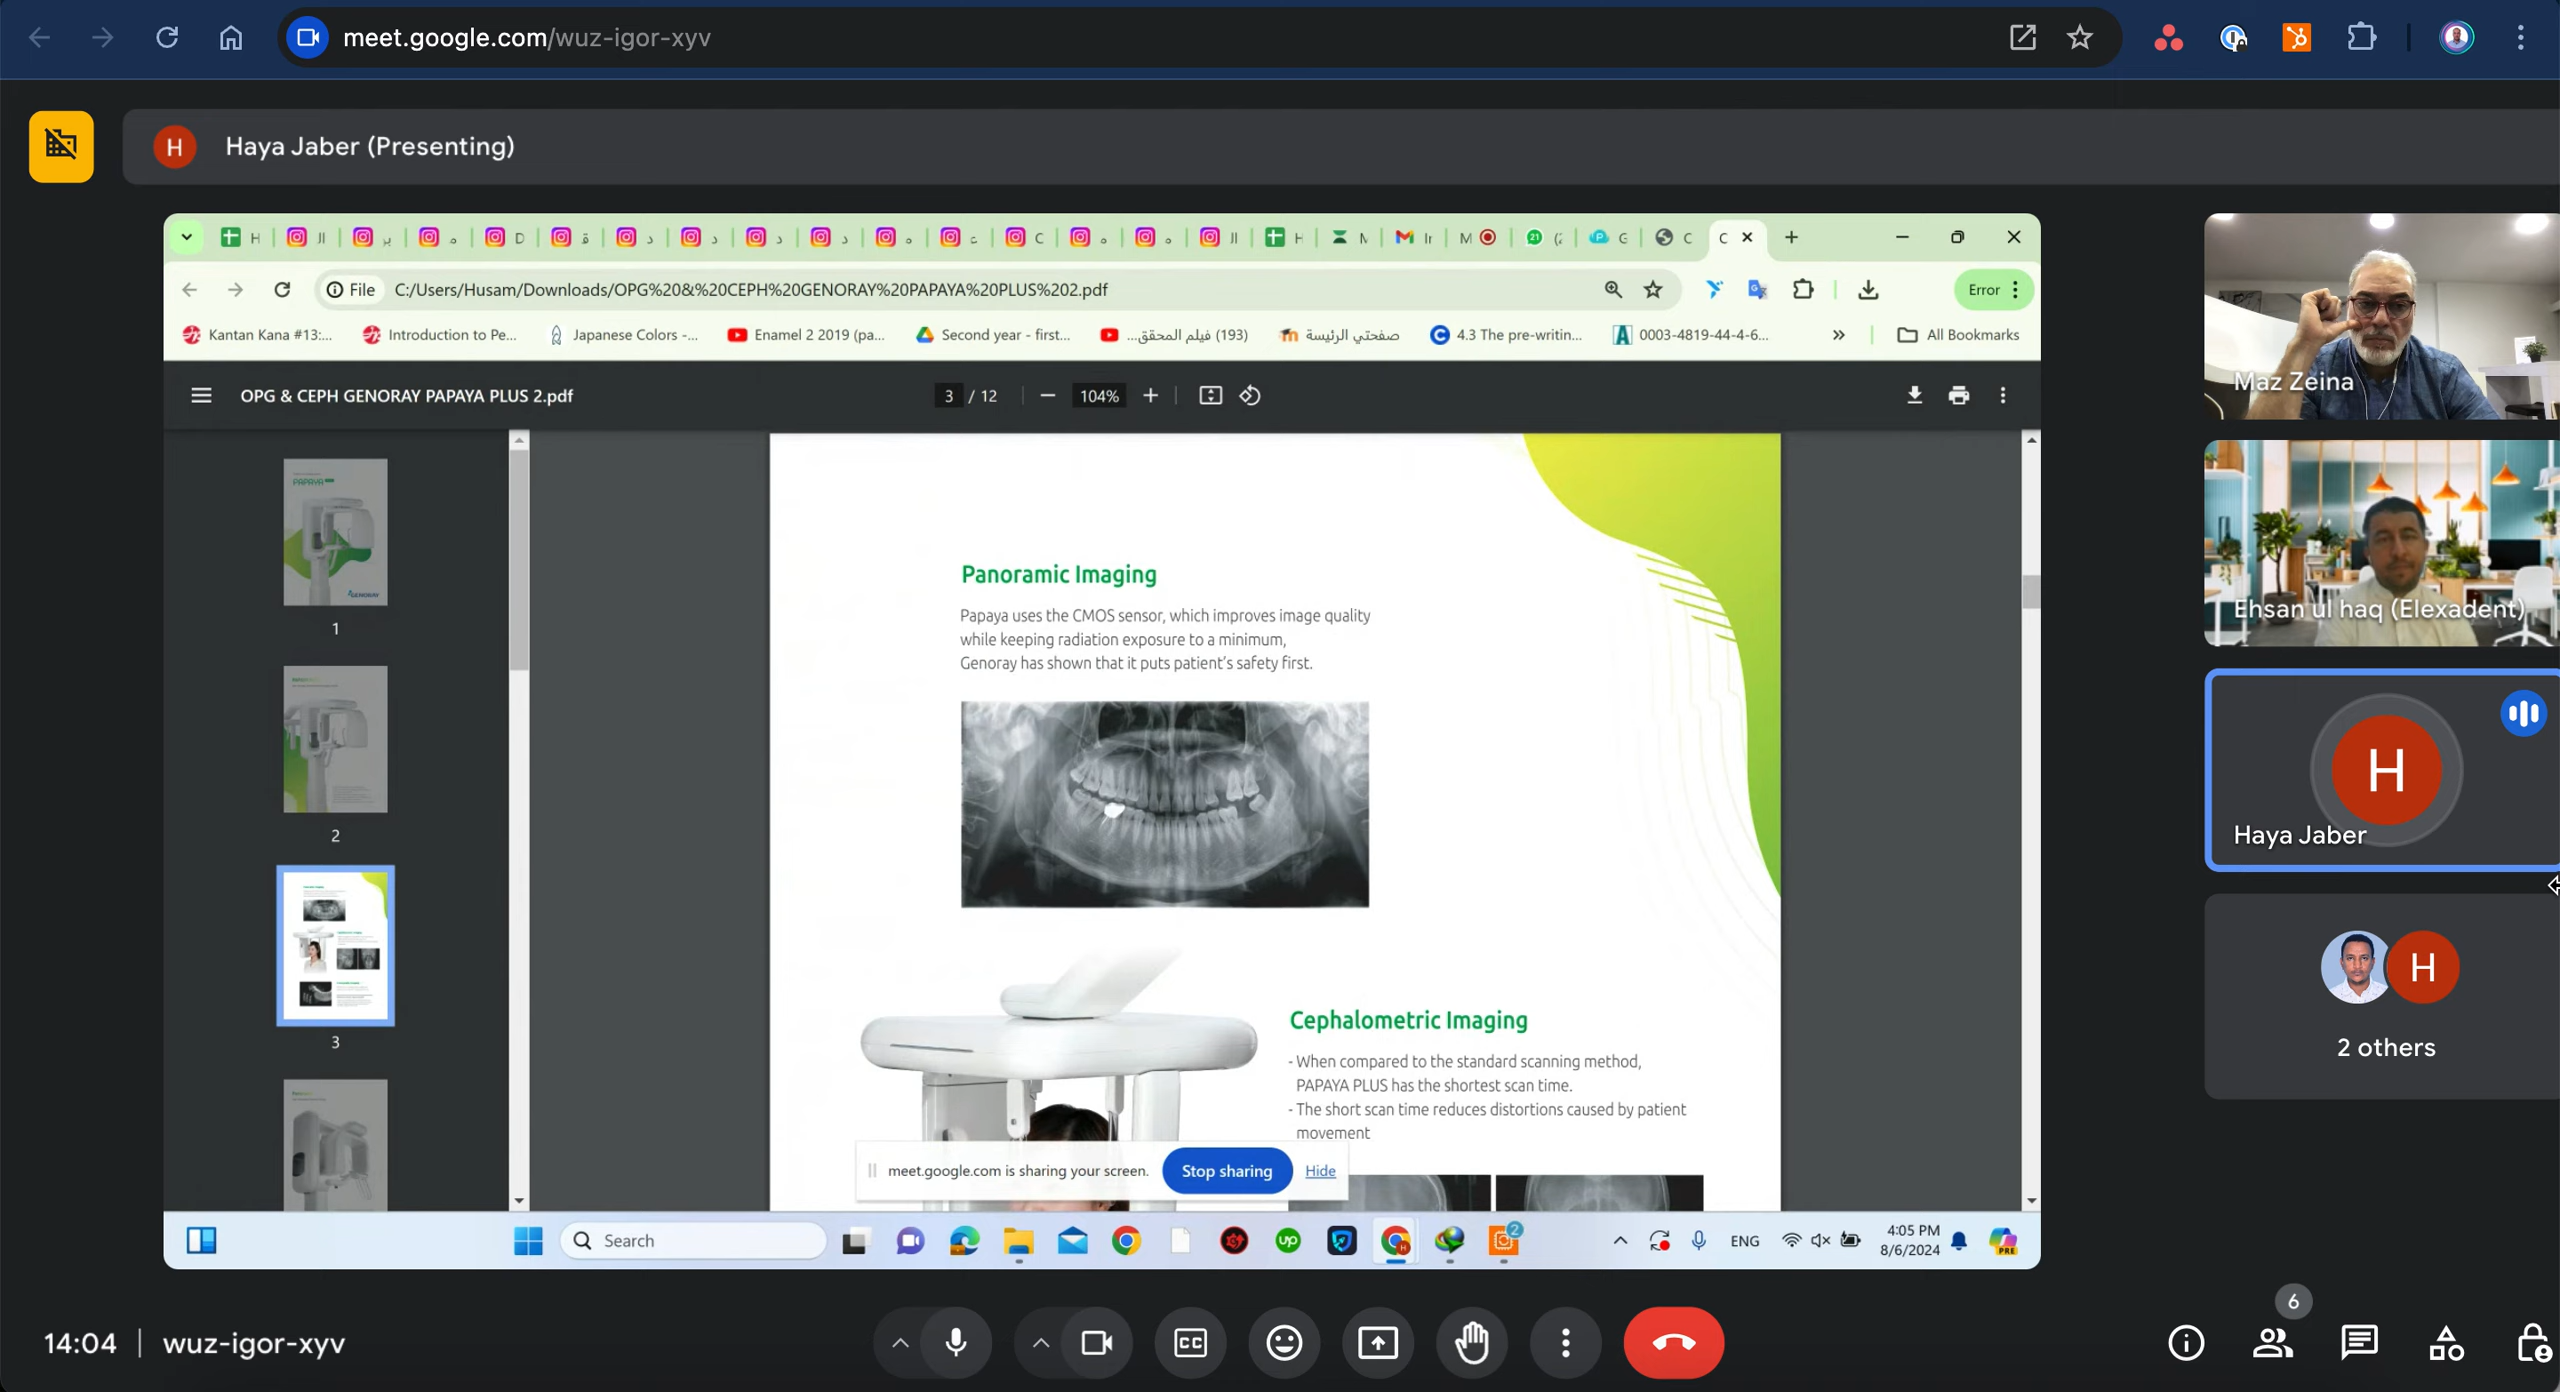 meet.google.com/wuz-igor-xyv
H
Haya Jaber (Presenting)
File
C:/Users/Husam/Downloads/OPG%20&%20CEPH%20GENORAY%20PAPAYA%20PLUS%202.pdf
Error
Kantan Kana #13:...
Introduction to Pe...
Japanese Colors -...
Enamel 2 2019 (pa...
Second year - first...
(193) فيلم المحقق...
صفحتي الرئيسة
4.3 The pre-writin...
0003-4819-44-4-6...
All Bookmarks
OPG & CEPH GENORAY PAPAYA PLUS 2.pdf
3 / 12
104%
PAPAYA
GENORAY
1
2
3
Panoramic Imaging
Papaya uses the CMOS sensor, which improves image quality
while keeping radiation exposure to a minimum,
Genoray has shown that it puts patient's safety first.
Cephalometric Imaging
- When compared to the standard scanning method,
PAPAYA PLUS has the shortest scan time.
- The short scan time reduces distortions caused by patient
movement
meet.google.com is sharing your screen.
Stop sharing
Hide
Search
ENG
4:05 PM
8/6/2024
Maz Zeina
Ehsan ul haq (Elexadent)
H
Haya Jaber
H
2 others
14:04
wuz-igor-xyv
CC
6